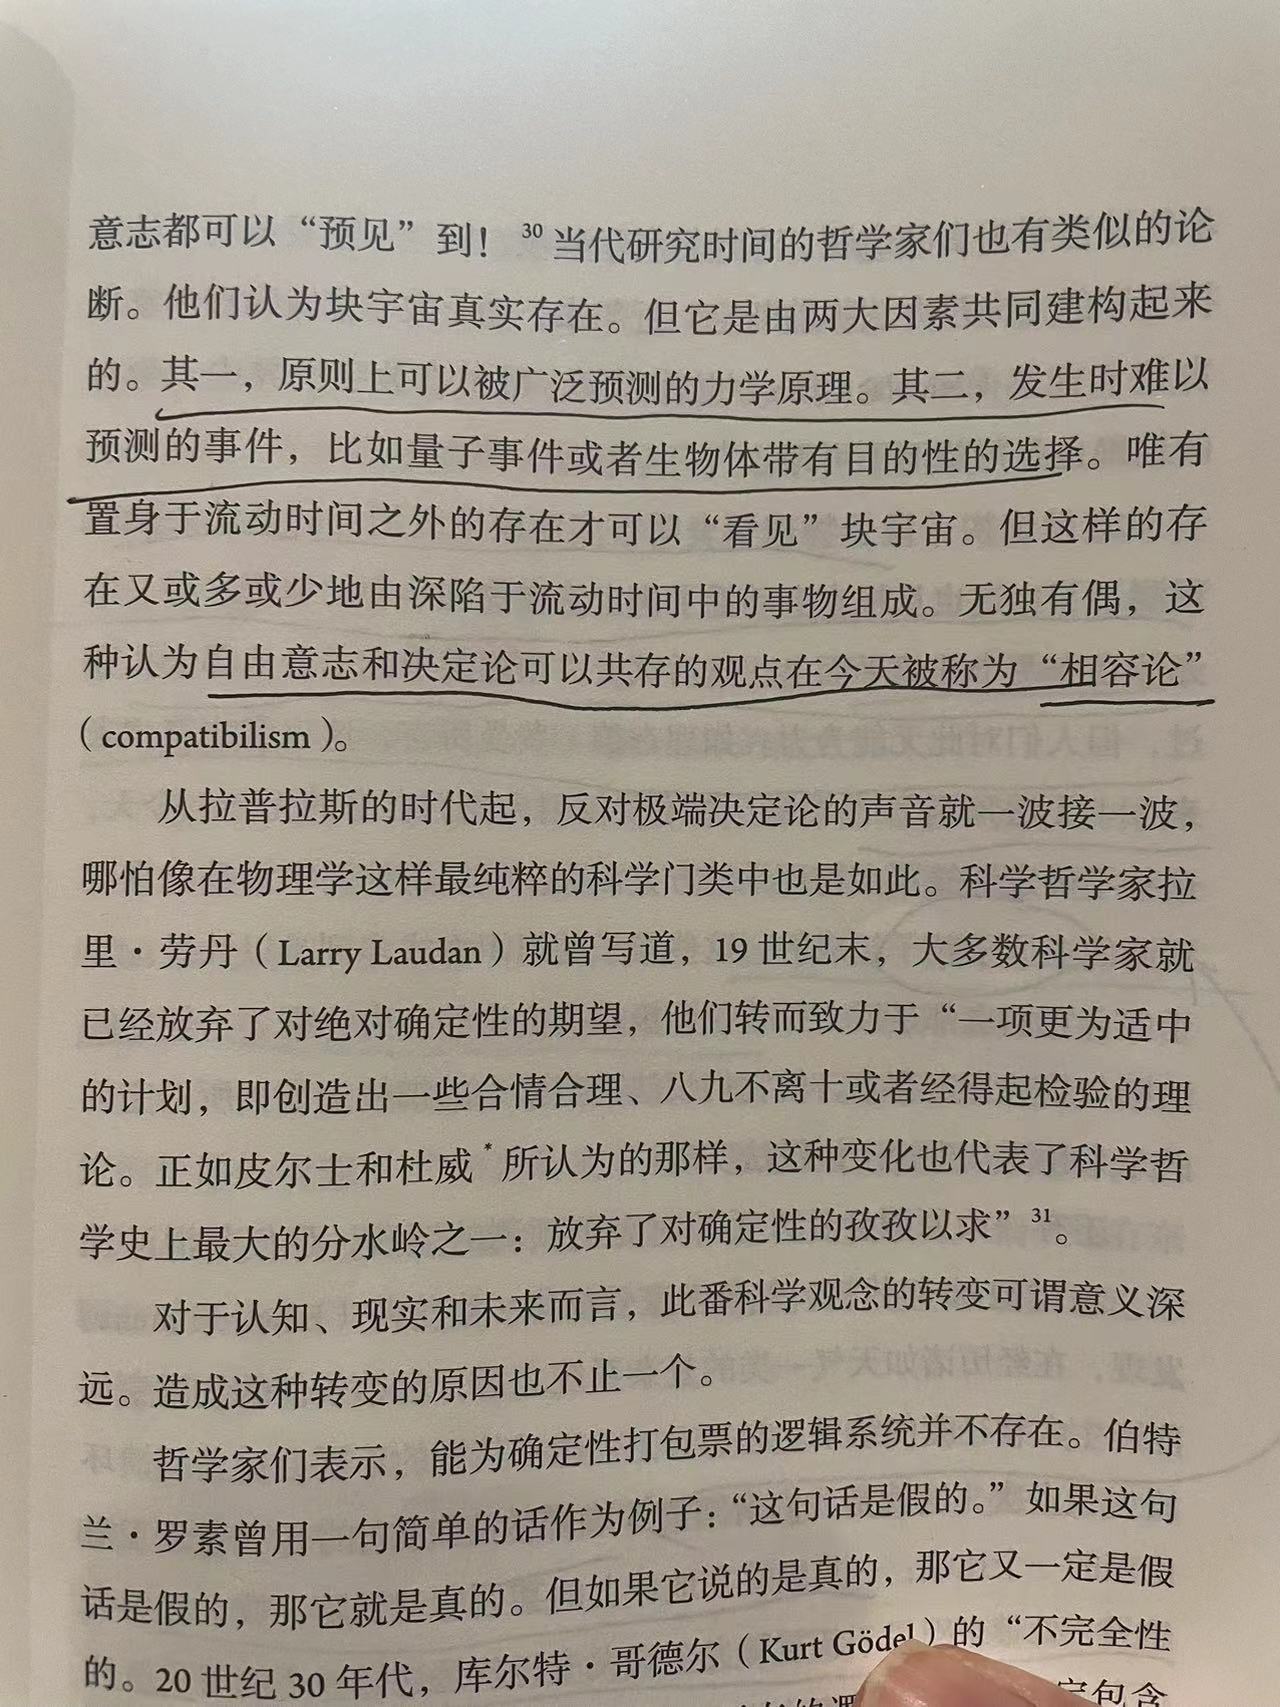 意志都可以“预见”到！³⁰当代研究时间的哲学家们也有类似的论
断。他们认为块宇宙真实存在。但它是由两大因素共同建构起来
的。其一，原则上可以被广泛预测的力学原理。其二，发生时难以
预测的事件，比如量子事件或者生物体带有目的性的选择。唯有
置身于流动时间之外的存在才可以“看见”块宇宙。但这样的存
在又或多或少地由深陷于流动时间中的事物组成。无独有偶，这
种认为自由意志和决定论可以共存的观点在今天被称为“相容论”
（compatibilism）。
从拉普拉斯的时代起，反对极端决定论的声音就一波接一波，
哪怕像在物理学这样最纯粹的科学门类中也是如此。科学哲学家拉
里·劳丹（Larry Laudan）就曾写道，19世纪末，大多数科学家就
已经放弃了对绝对确定性的期望，他们转而致力于“一项更为适中
的计划，即创造出一些合情合理、八九不离十或者经得起检验的理
论。正如皮尔士和杜威*所认为的那样，这种变化也代表了科学哲
学史上最大的分水岭之一：放弃了对确定性的孜孜以求”³¹。
对于认知、现实和未来而言，此番科学观念的转变可谓意义深
远。造成这种转变的原因也不止一个。
哲学家们表示，能为确定性打包票的逻辑系统并不存在。伯特
兰·罗素曾用一句简单的话作为例子：“这句话是假的。”如果这句
话是假的，那它就是真的。但如果它说的是真的，那它又一定是假
的。20世纪30年代，库尔特·哥德尔（Kurt Gödel）的“不完全性
包含